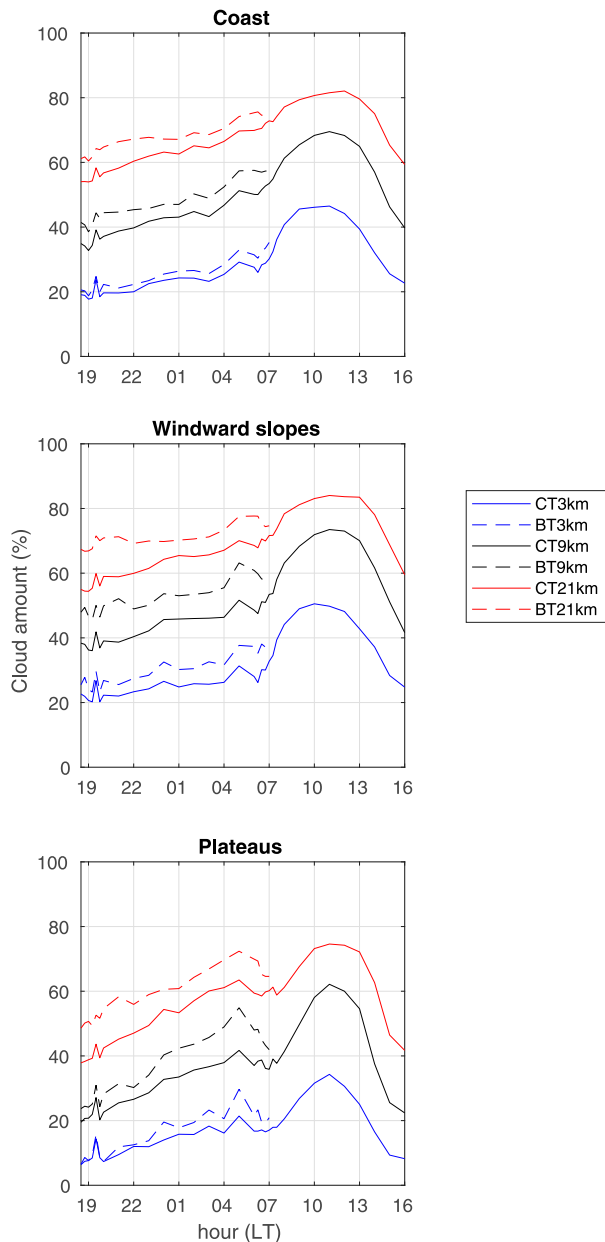 Coast
100
80
60
40
20
0
19 22 01 04 07 10 13 16
Windward slopes
100
80
60
40
20
0
19 22 01 04 07 10 13 16
Cloud amount (%)
CT3km
BT3km
CT9km
BT9km
CT21km
BT21km
Plateaus
100
80
60
40
20
0
19 22 01 04 07 10 13 16
hour (LT)